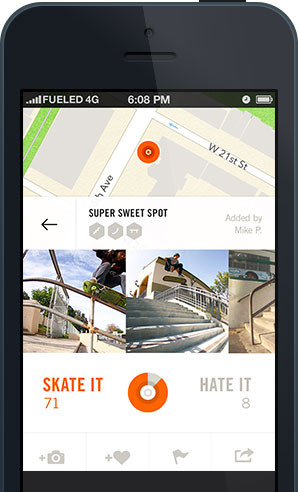 FUELED 4G 6:08 PM
W 21st St
h Ave
SUPER SWEET SPOT
Added by
Mike P.
SKATE IT HATE IT
71 8